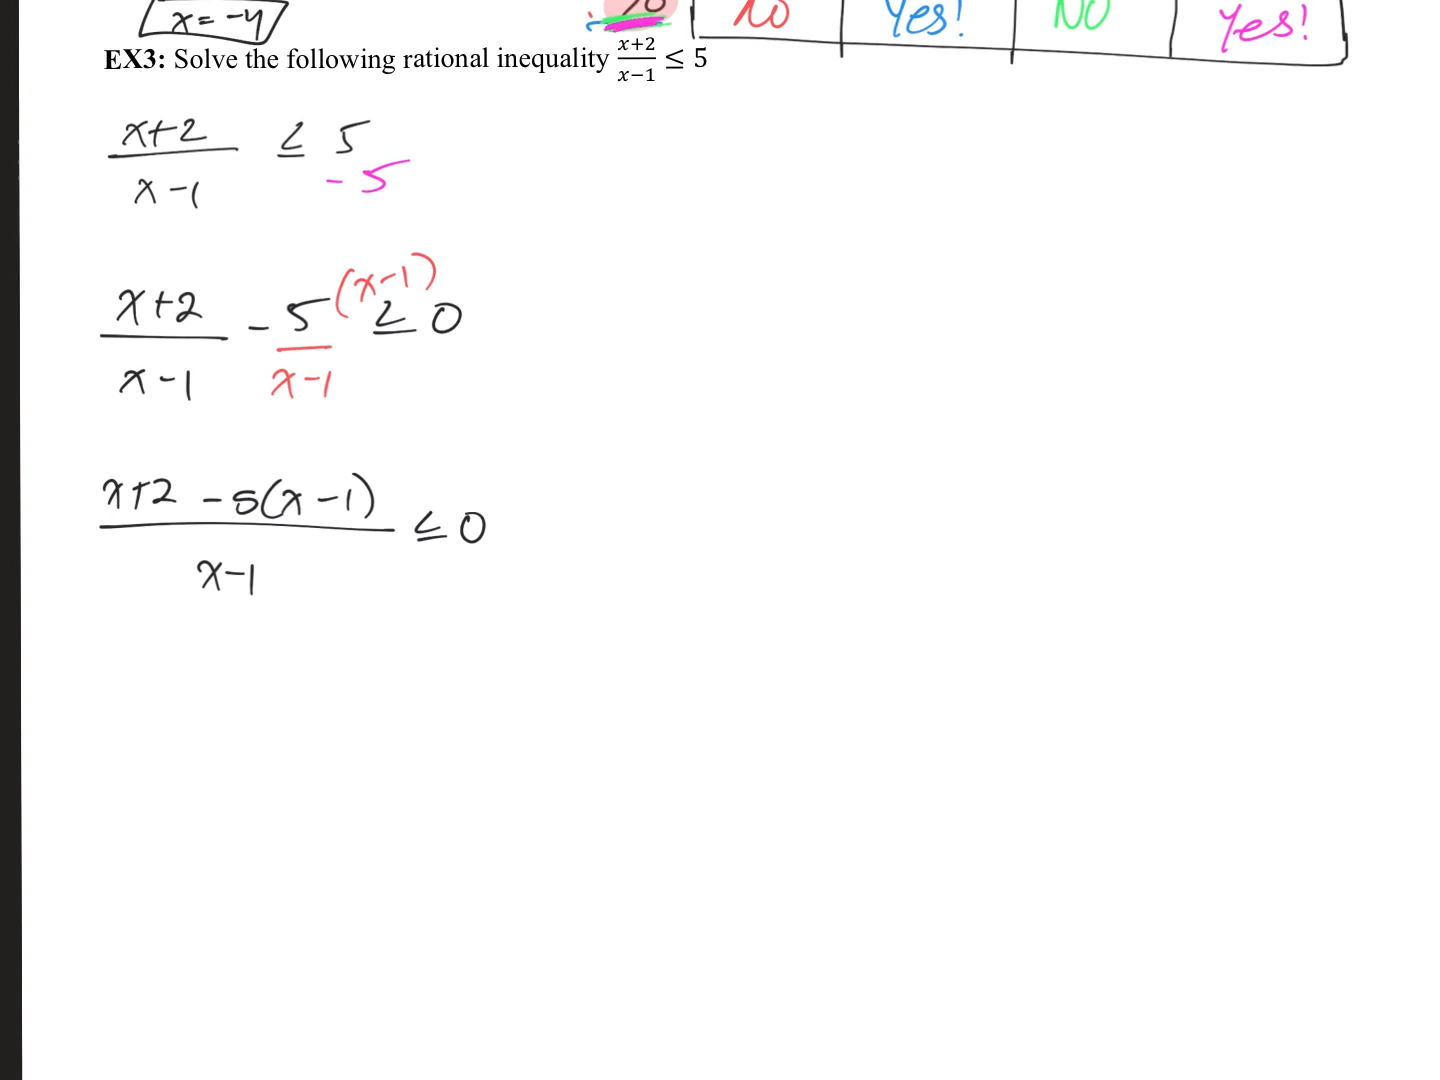 x = -4 NO Yes! NO Yes!
EX3: Solve the following rational inequality (x+2)/(x−1) ≤ 5
x+2
≤ 5
x-1
- 5
(x-1)
x+2 - 5 ≤ 0
x-1 x-1
x+2 -5(x-1)
≤ 0
x-1